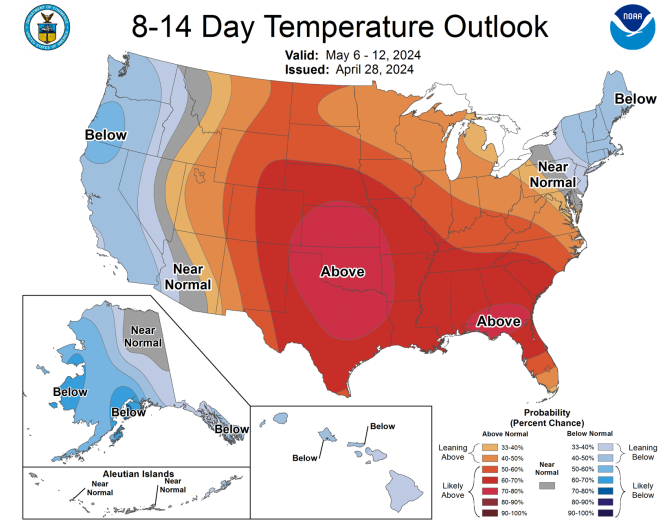 8-14 Day Temperature Outlook
Valid: May 6 - 12, 2024
Issued: April 28, 2024
NOAA
Below
Below
Near
Normal
Near
Normal
Above
Above
Near
Normal
Below
Below
Below
Aleutian Islands
Near
Normal
Near
Normal
Below
Below
Probability
(Percent Chance)
Above Normal Below Normal
Leaning
Above
Likely
Above
33-40%
40-50%
50-60%
60-70%
70-80%
80-90%
90-100%
Near
Normal
33-40%
40-50%
50-60%
60-70%
70-80%
80-90%
90-100%
Leaning
Below
Likely
Below